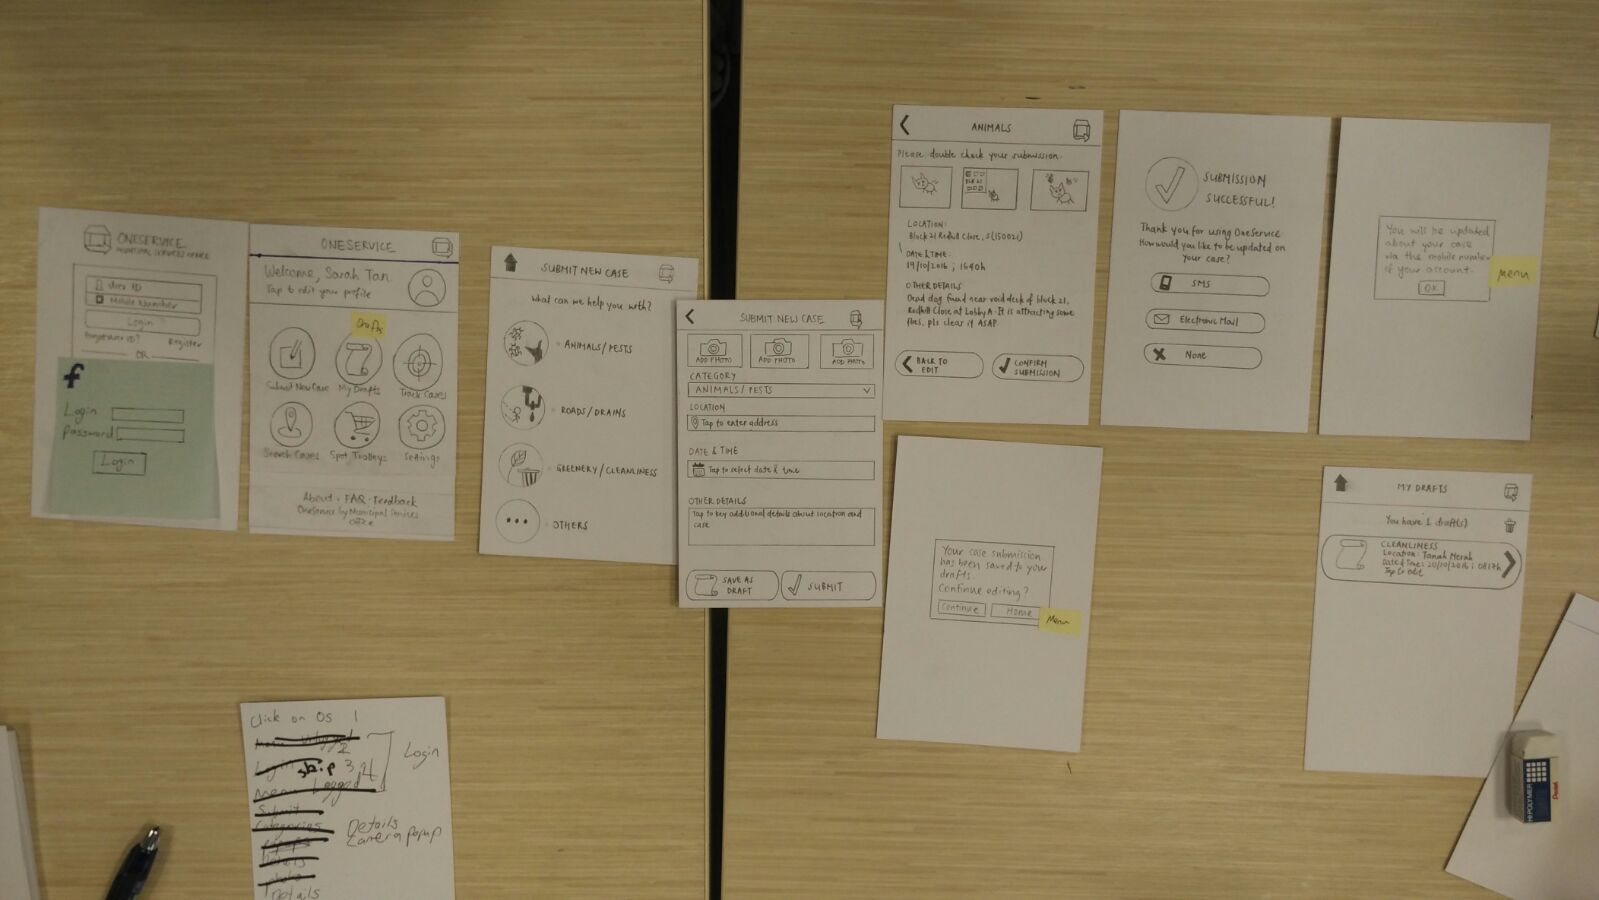 ONESERVICE
MUNICIPAL SERVICES OFFICE
User ID
Mobile Number
Login
Forgotten ID?
Register
OR
f
Login
Password
Login
ONESERVICE
Welcome, Sarah Tan
Tap to edit your profile
Drafts
Submit New Case
My Drafts
Track Cases
Search Cases
Spot Trolleys
Settings
About · FAQ · Feedback
OneService by Municipal Services
Office
SUBMIT NEW CASE
What can we help you with?
ANIMALS/PESTS
ROADS/DRAINS
GREENERY/CLEANLINESS
OTHERS
SUBMIT NEW CASE
ADD PHOTO
ADD PHOTO
ADD PHOTO
CATEGORY
ANIMALS/PESTS
LOCATION
Tap to enter address
DATE & TIME
Tap to select date & time
OTHER DETAILS
Tap to key additional details about location and
case
SAVE AS
DRAFT
SUBMIT
ANIMALS
Please double check your submission.
BLK 21
LOCATION:
Block 21 Redhill Close, S(150021)
DATE & TIME:
19/10/2016 ; 1640h
OTHER DETAILS
Dead dog found near void deck of block 21,
Redhill Close at Lobby A. It is attracting some
flies, pls clear it ASAP.
BACK TO
EDIT
CONFIRM
SUBMISSION
SUBMISSION
SUCCESSFUL!
Thank you for using OneService
How would you like to be updated on
your case?
SMS
Electronic Mail
None
You will be updated
about your case
via the mobile number
of your account.
OK
Menu
Your case submission
has been saved to your
drafts.
Continue editing?
Continue
Home
Menu
MY DRAFTS
You have 1 draft(s)
CLEANLINESS
Location: Tanah Merah
Date & Time: 20/10/2016 ; 0817h
Tap to edit
Click on OS 1
2
Login
skip 3,4
Login
Menu Logged
Submit
Categories
Details
Camera popup
Details
photo
Details
HI-POLYMER
Pentel